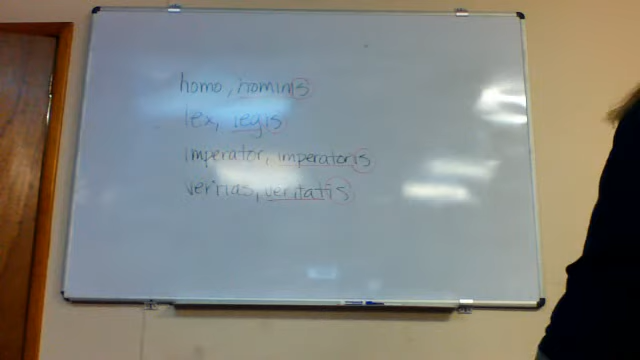 homo, hominis
lex, legis
imperator, imperatoris
veritas, veritatis